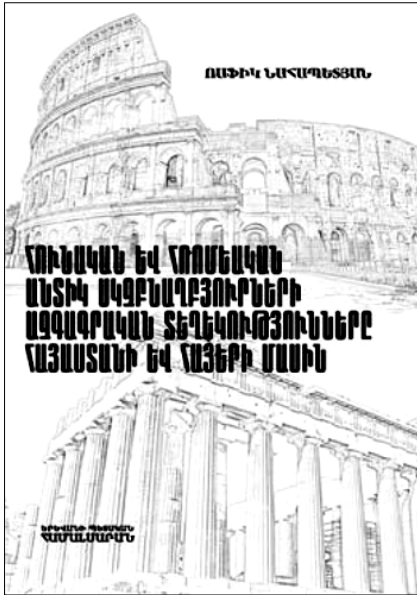 ՌԱՖԻԿ ՆԱՀԱՊԵՏՅԱՆ
ՀՈՒՆԱԿԱՆ ԵՎ ՀՌՈՄԵԱԿԱՆ
ԱՆՏԻԿ ՍԿԶԲՆԱՂԲՅՈՒՐՆԵՐԻ
ԱԶԳԱԳՐԱԿԱՆ ՏԵՂԵԿՈՒԹՅՈՒՆՆԵՐԸ
ՀԱՅԱՍՏԱՆԻ ԵՎ ՀԱՅԵՐԻ ՄԱՍԻՆ
ԵՐԵՎԱՆԻ ՊԵՏԱԿԱՆ
ՀԱՄԱԼՍԱՐԱՆ